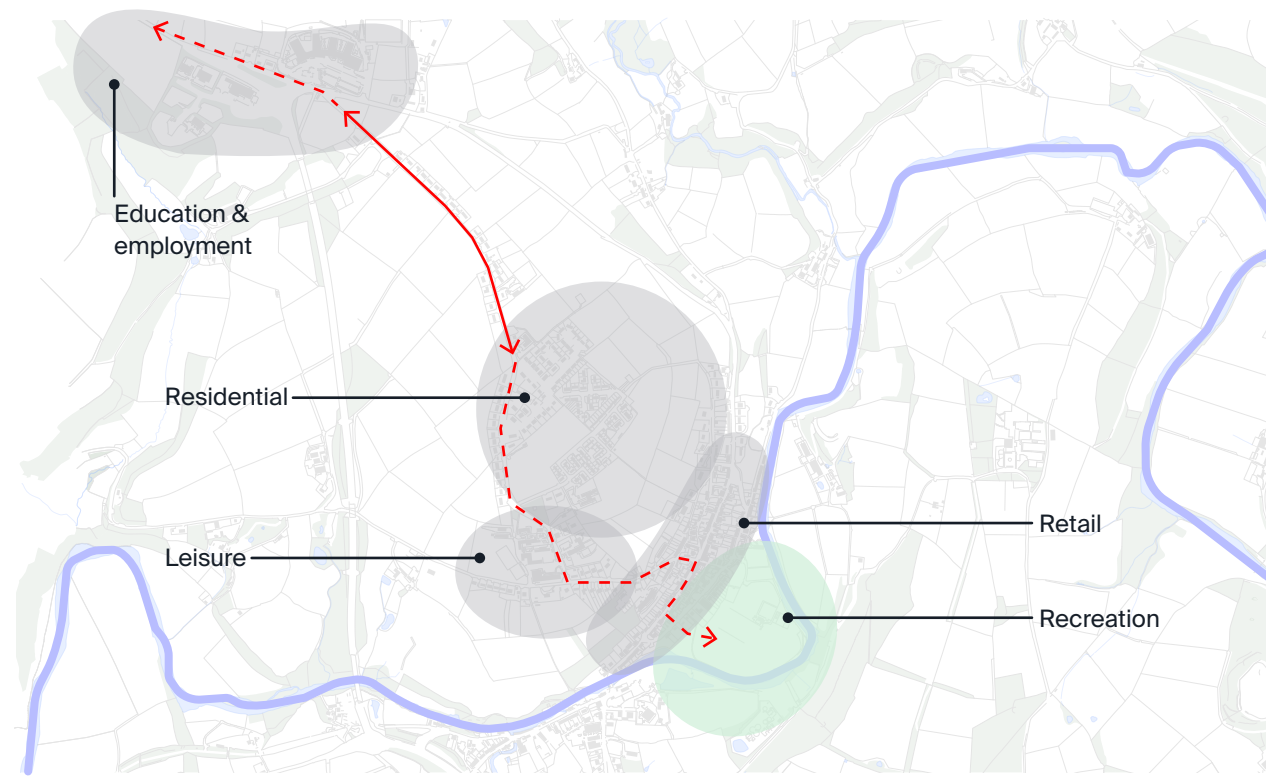 Education &
employment
Residential
Retail
Leisure
Recreation